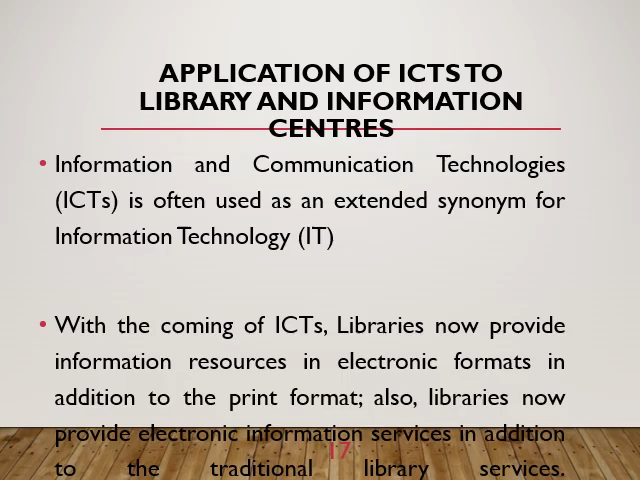 APPLICATION OF ICTS TO
LIBRARY AND INFORMATION
CENTRES
• Information and Communication Technologies
(ICTs) is often used as an extended synonym for
Information Technology (IT)
• With the coming of ICTs, Libraries now provide
information resources in electronic formats in
addition to the print format; also, libraries now
provide electronic information services in addition
17
to the traditional library services.